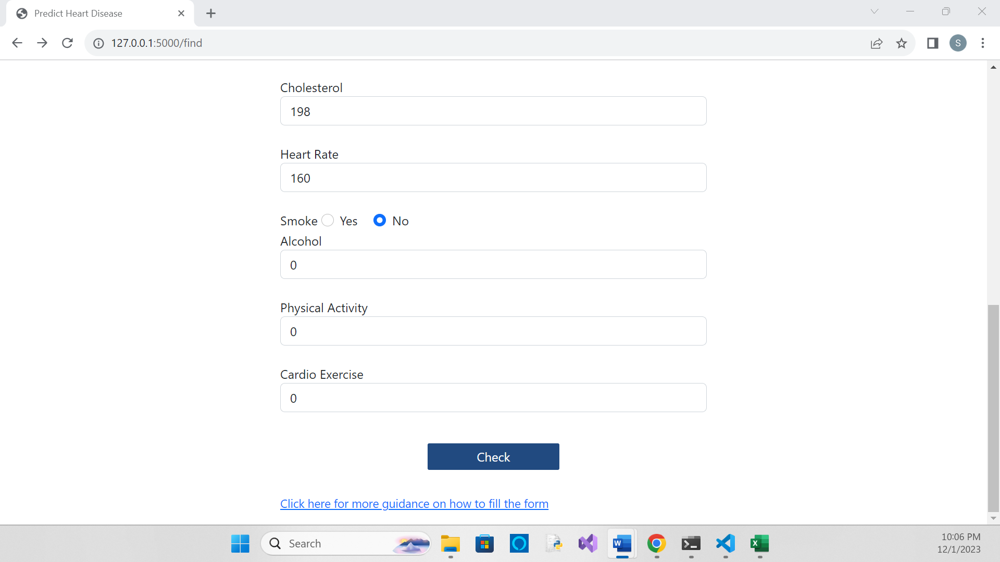 Predict Heart Disease
127.0.0.1:5000/find
S
Cholesterol
198
Heart Rate
160
Smoke Yes No
Alcohol
0
Physical Activity
0
Cardio Exercise
0
Check
Click here for more guidance on how to fill the form
Search
10:06 PM
12/1/2023